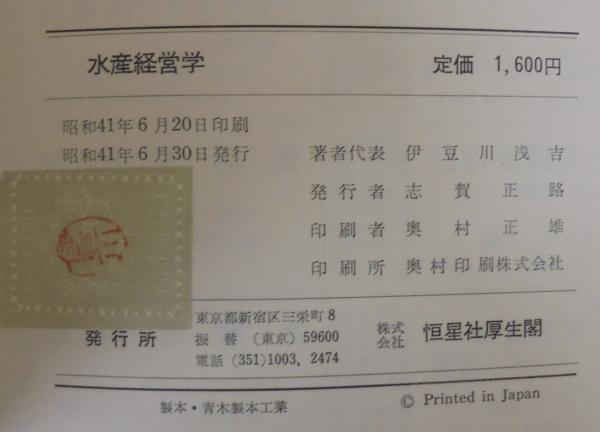 水産経営学 定価 1,600円
昭和41年6月20日印刷
昭和41年6月30日発行 著者代表 伊豆川浅吉
発行者 志賀正路
印刷者 奥村正雄
印刷所 奥村印刷株式会社
東京都新宿区三栄町8
発行所 振替(東京)59600 株式会社 恒星社厚生閣
電話(351)1003, 2474
製本・青木製本工業 © Printed in Japan